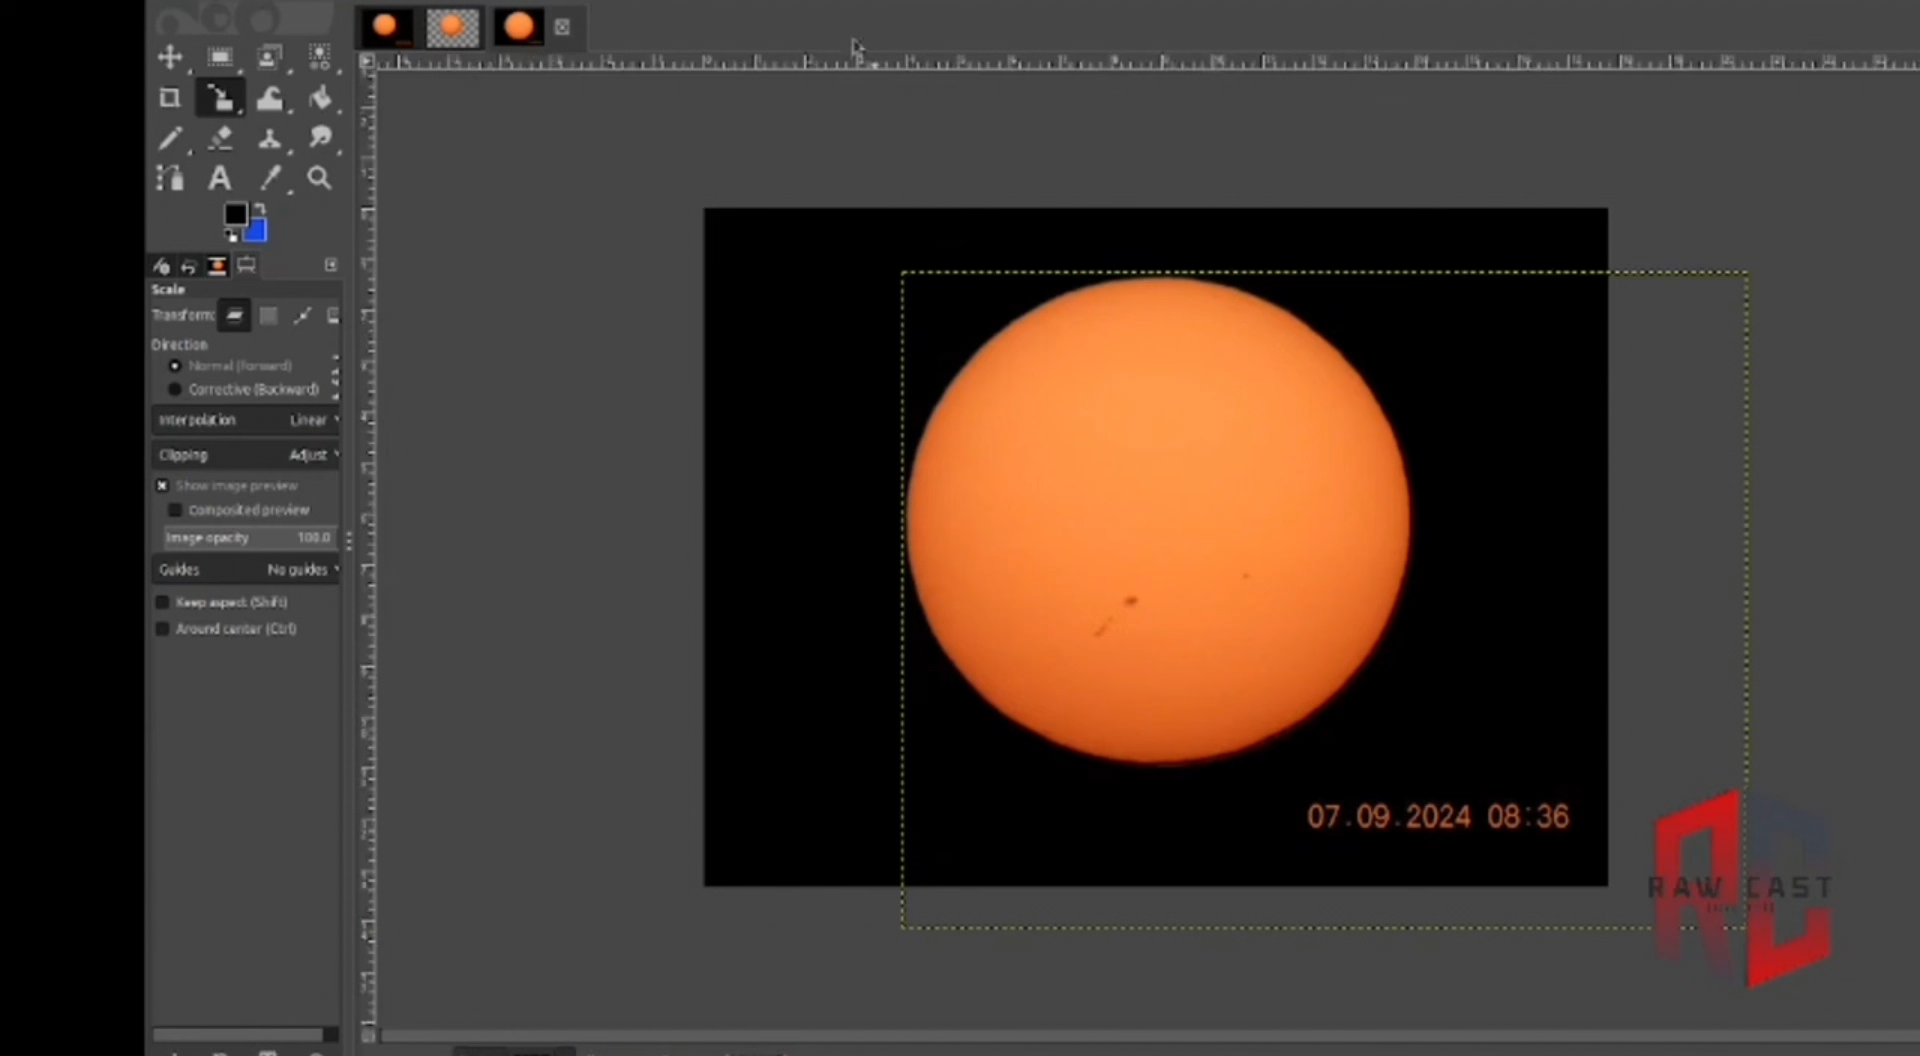 Scale
Transform:
Direction
Normal (forward)
Corrective (Backward)
Interpolation Linear
Clipping Adjust
Show image preview
Composited preview
Image opacity 100.0
Guides No guides
Keep aspect (Shift)
Around center (Ctrl)
07.09.2024 08:36
RAW CAST